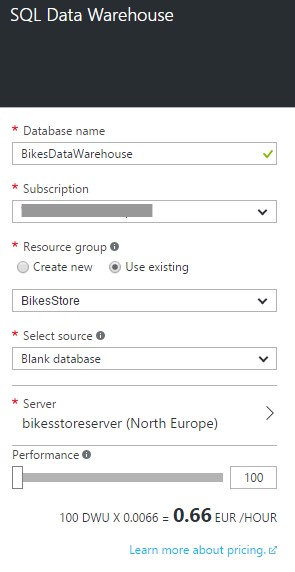 SQL Data Warehouse
* Database name
BikesDataWarehouse
* Subscription
* Resource group
Create new Use existing
BikesStore
* Select source
Blank database
* Server
bikesstoreserver (North Europe)
Performance
100
100 DWU X 0.0066 = 0.66 EUR /HOUR
Learn more about pricing.